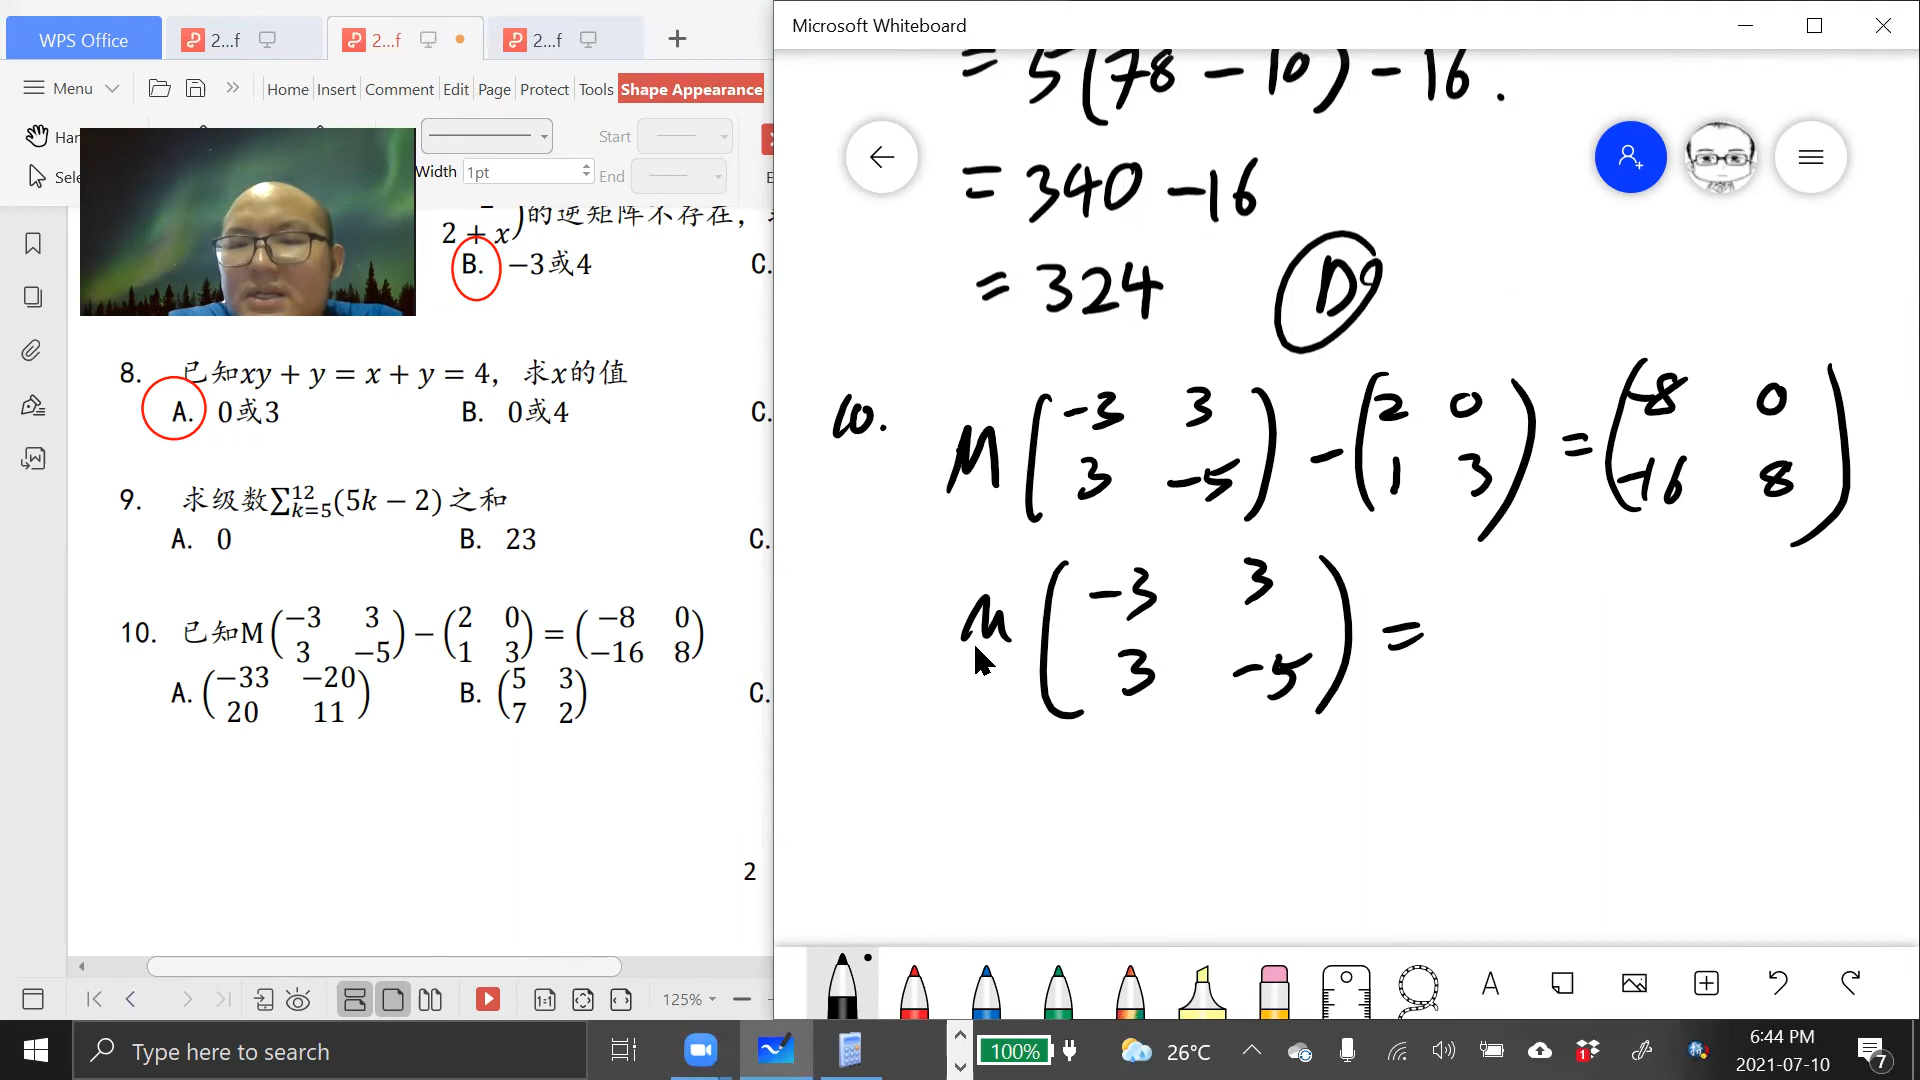 WPS Office
2...f
2...f
2...f
Microsoft Whiteboard
Menu
Home Insert Comment Edit Page Protect Tools Shape Appearance
Start
Width 1pt End
2 + x)的逆矩阵不存在，
B. −3或4 C.
8. 已知xy + y = x + y = 4, 求x的值
A. 0或3 B. 0或4 C.
9. 求级数∑₍k=5₎¹²(5k − 2)之和
A. 0 B. 23 C.
10. 已知M(−3 3; 3 −5) − (2 0; 1 3) = (−8 0; −16 8)
A. (−33 −20; 20 11) B. (5 3; 7 2) C.
2
= 5(78 − 10) − 16.
= 340 − 16
= 324 D
10. M(−3 3; 3 −5) − (2 0; 1 3) = (−8 0; −16 8)
M(−3 3; 3 −5) =
125%
Type here to search
100%
26°C
6:44 PM
2021-07-10
1
7